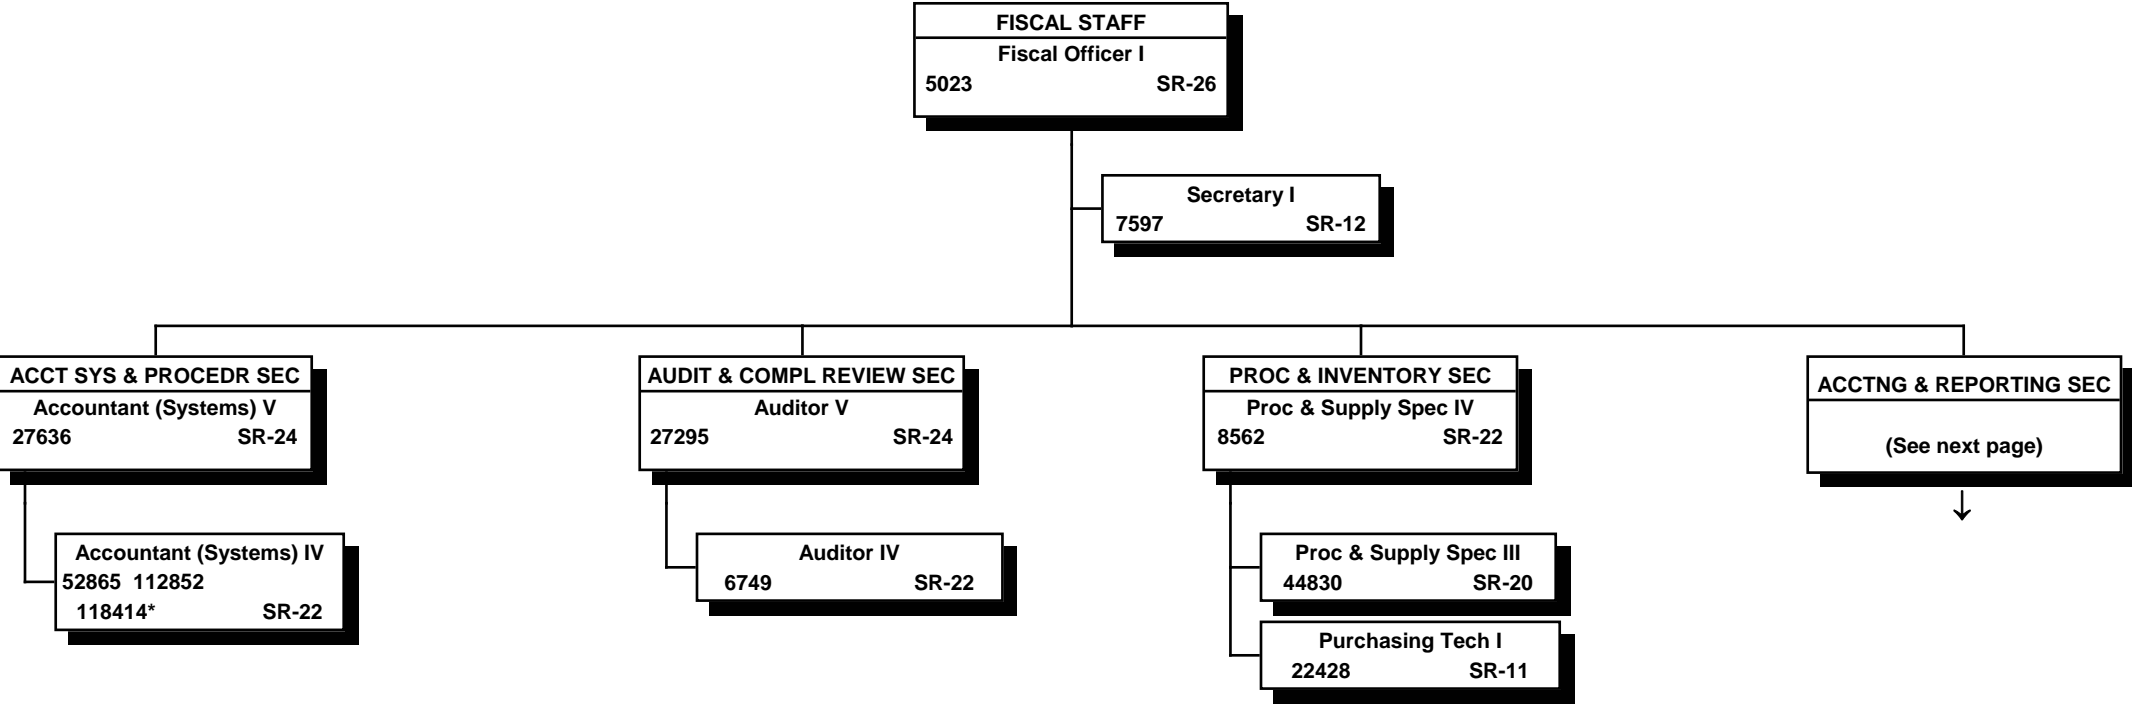 FISCAL STAFF
Fiscal Officer I
5023 SR-26
Secretary I
7597 SR-12
ACCT SYS & PROCEDR SEC
Accountant (Systems) V
27636 SR-24
Accountant (Systems) IV
52865 112852
118414* SR-22
AUDIT & COMPL REVIEW SEC
Auditor V
27295 SR-24
Auditor IV
6749 SR-22
PROC & INVENTORY SEC
Proc & Supply Spec IV
8562 SR-22
Proc & Supply Spec III
44830 SR-20
Purchasing Tech I
22428 SR-11
ACCTNG & REPORTING SEC
(See next page)